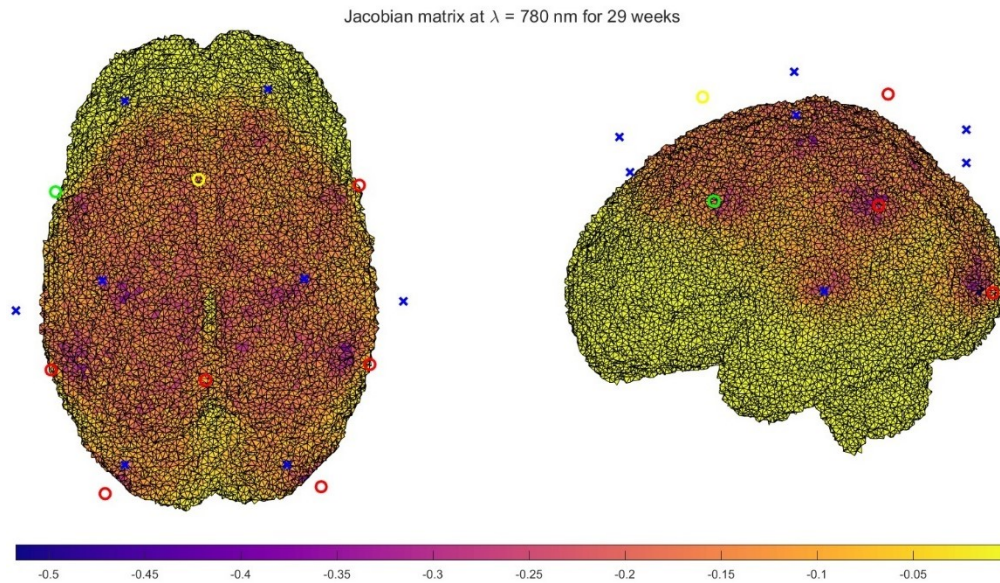 Jacobian matrix at λ = 780 nm for 29 weeks
-0.5 -0.45 -0.4 -0.35 -0.3 -0.25 -0.2 -0.15 -0.1 -0.05